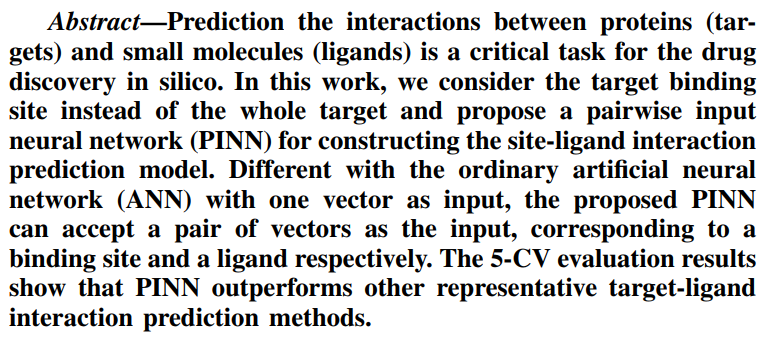 Abstract—Prediction the interactions between proteins (tar-
gets) and small molecules (ligands) is a critical task for the drug
discovery in silico. In this work, we consider the target binding
site instead of the whole target and propose a pairwise input
neural network (PINN) for constructing the site-ligand interaction
prediction model. Different with the ordinary artificial neural
network (ANN) with one vector as input, the proposed PINN
can accept a pair of vectors as the input, corresponding to a
binding site and a ligand respectively. The 5-CV evaluation results
show that PINN outperforms other representative target-ligand
interaction prediction methods.